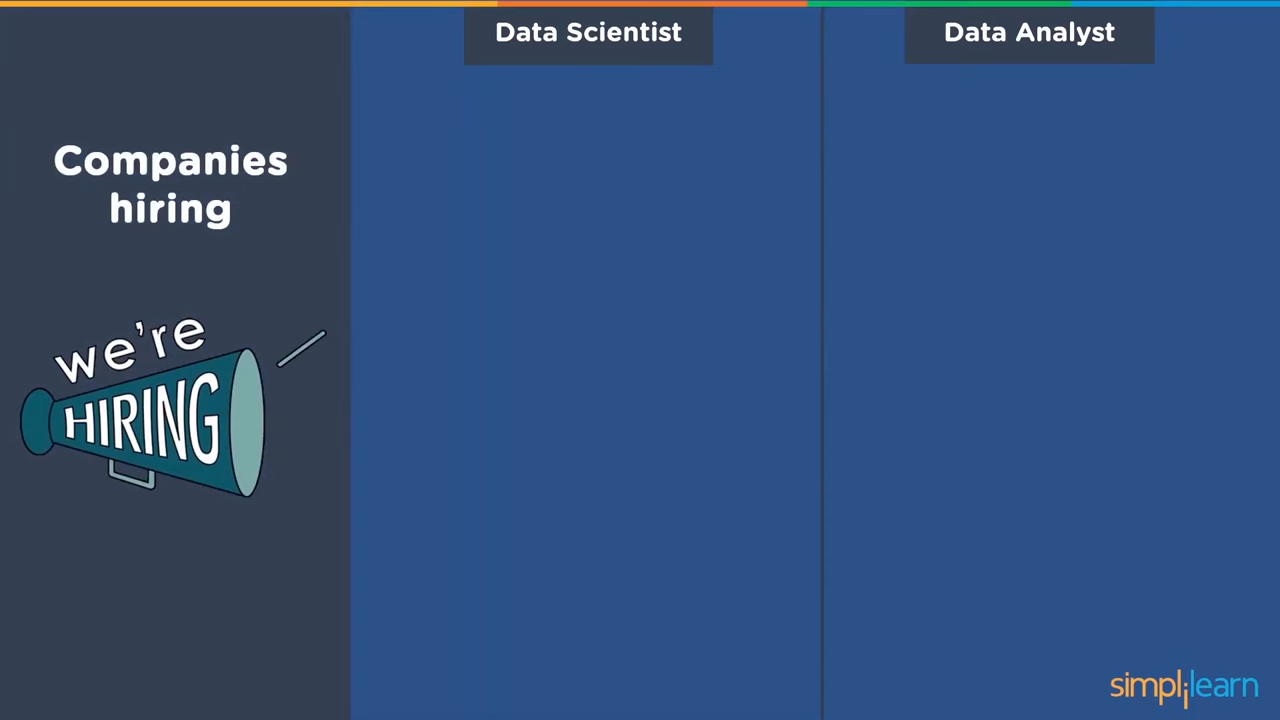 Data Scientist
Data Analyst
Companies
hiring
we're
HIRING
simplilearn